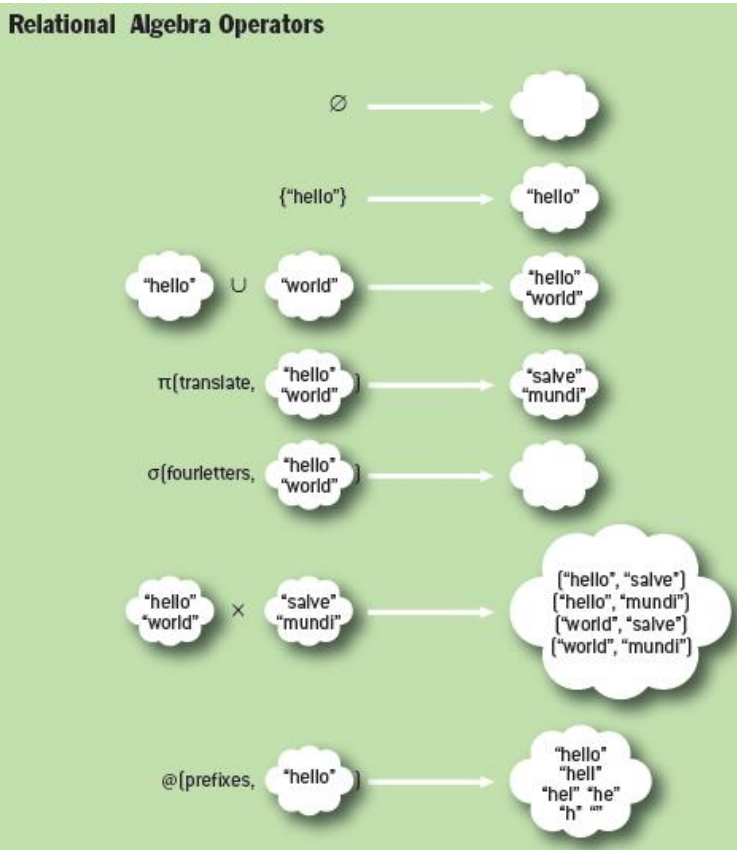 Relational Algebra Operators
∅
{“hello”}
“hello”
“hello” ∪ “world”
“hello”
“world”
π(translate, “hello”
“world” )
“salve”
“mundi”
σ(fourletters, “hello”
“world” )
“hello”
“world” × “salve”
“mundi”
(“hello”, “salve”)
(“hello”, “mundi”)
(“world”, “salve”)
(“world”, “mundi”)
@(prefixes, “hello” )
“hello”
“hell”
“hel” “he”
“h” “”